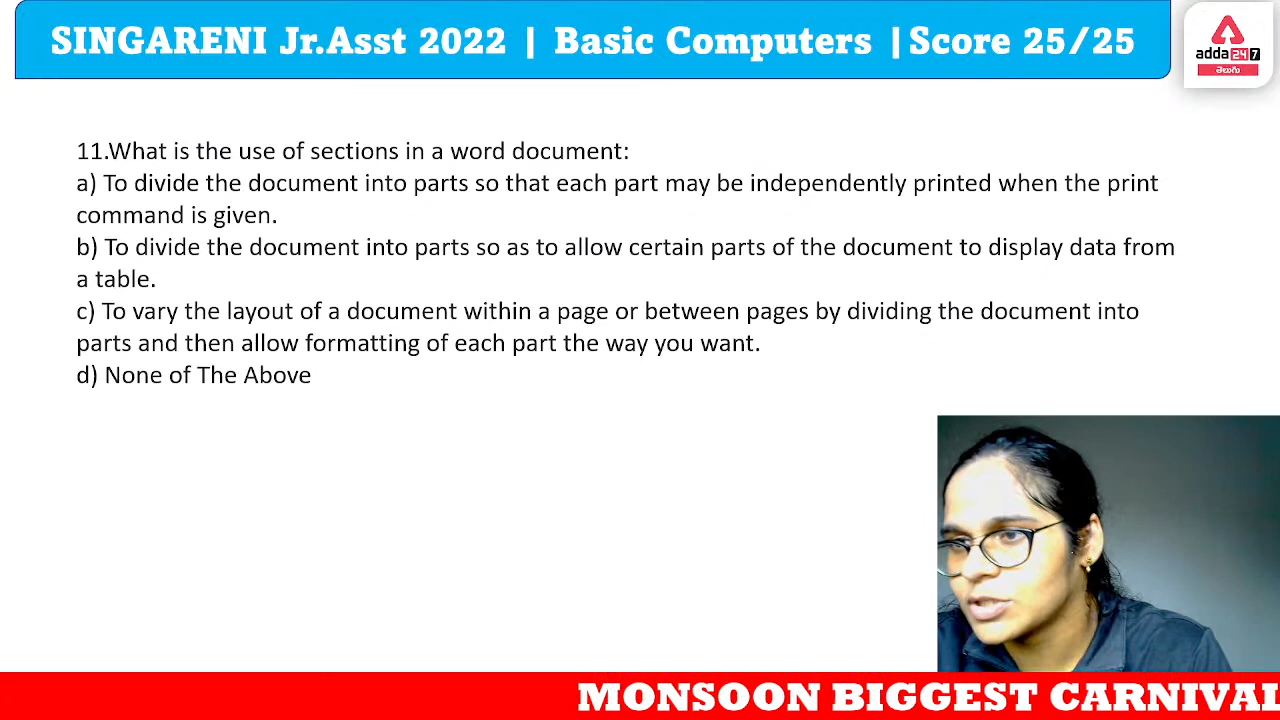 SINGARENI Jr.Asst 2022 | Basic Computers |Score 25/25
adda247
తెలుగు
11.What is the use of sections in a word document:
a) To divide the document into parts so that each part may be independently printed when the print
command is given.
b) To divide the document into parts so as to allow certain parts of the document to display data from
a table.
c) To vary the layout of a document within a page or between pages by dividing the document into
parts and then allow formatting of each part the way you want.
d) None of The Above
MONSOON BIGGEST CARNIVAL